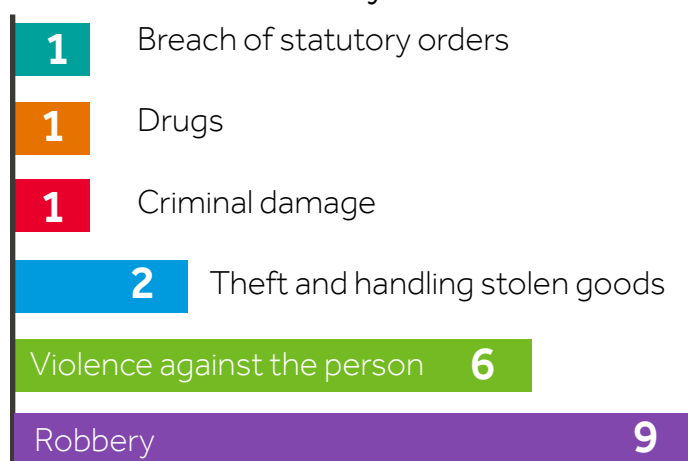 1 Breach of statutory orders
1 Drugs
1 Criminal damage
2 Theft and handling stolen goods
Violence against the person 6
Robbery 9